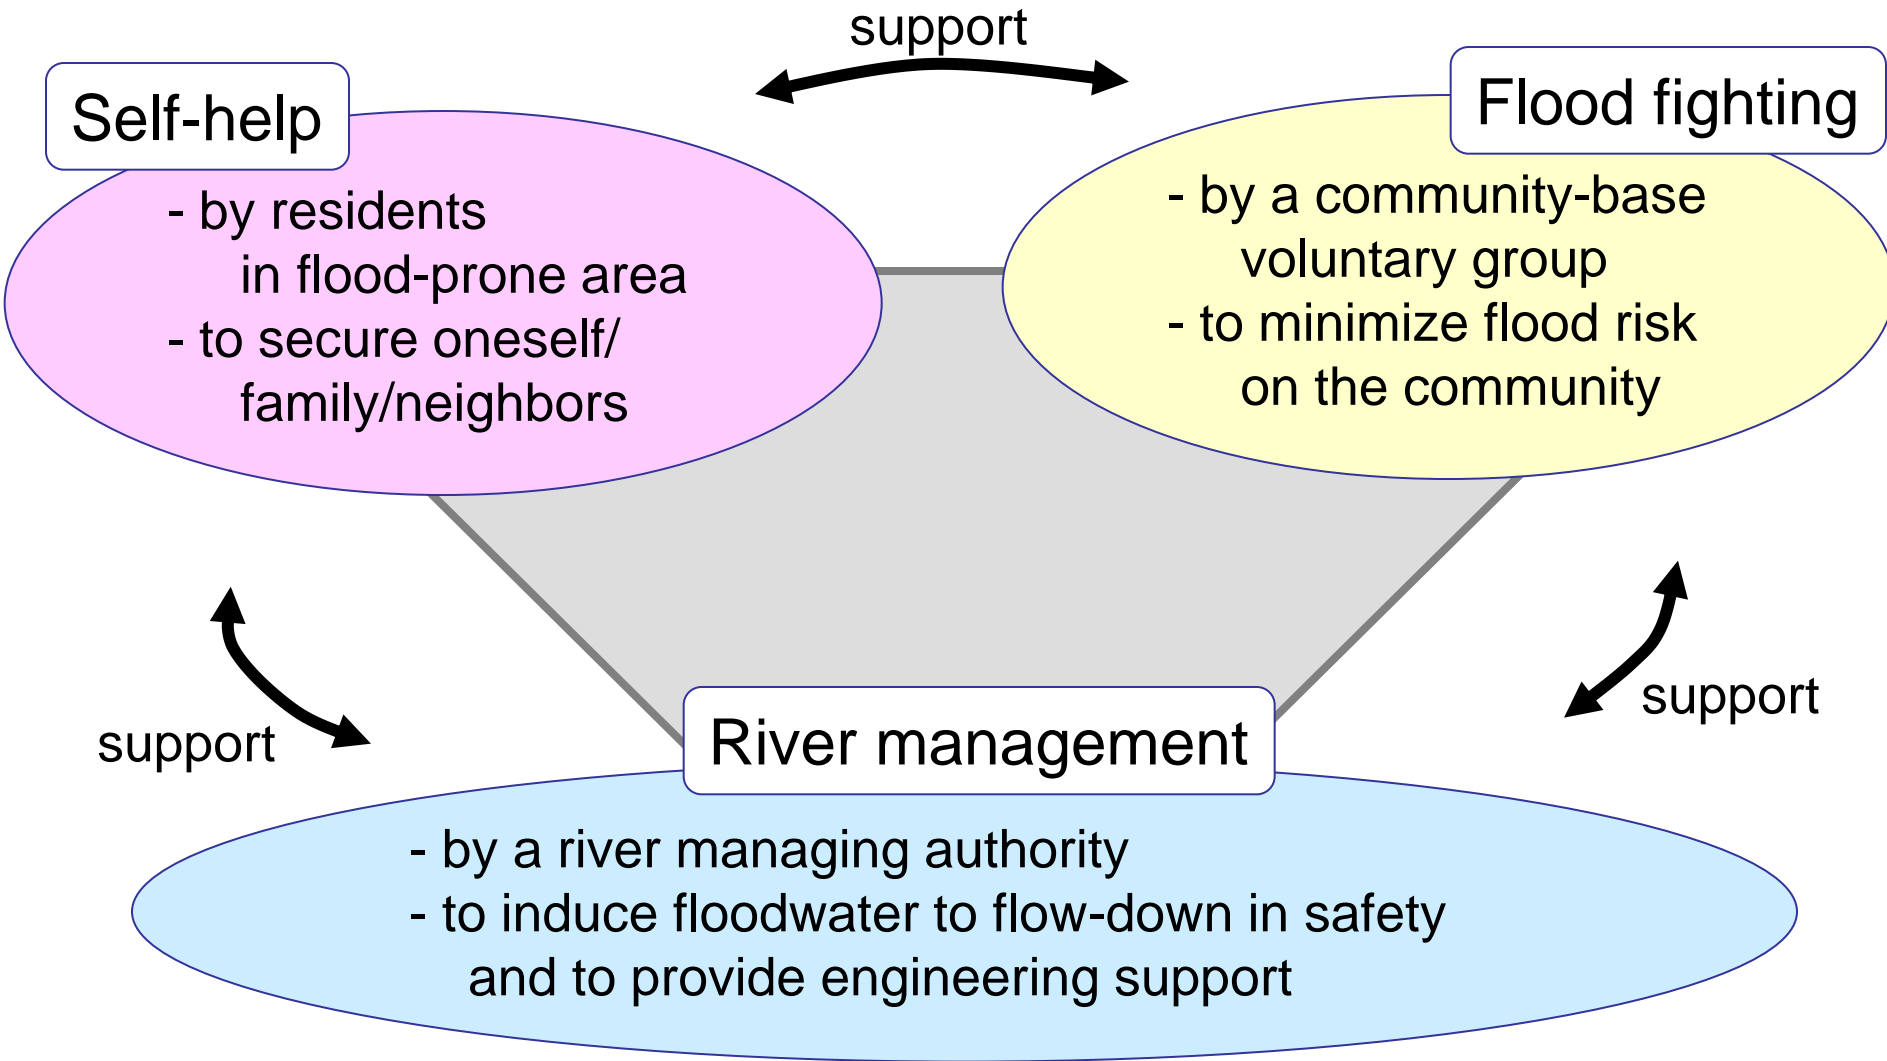 support
Self-help
- by residents
in flood-prone area
- to secure oneself/
family/neighbors
Flood fighting
- by a community-base
voluntary group
- to minimize flood risk
on the community
support
support
River management
- by a river managing authority
- to induce floodwater to flow-down in safety
and to provide engineering support